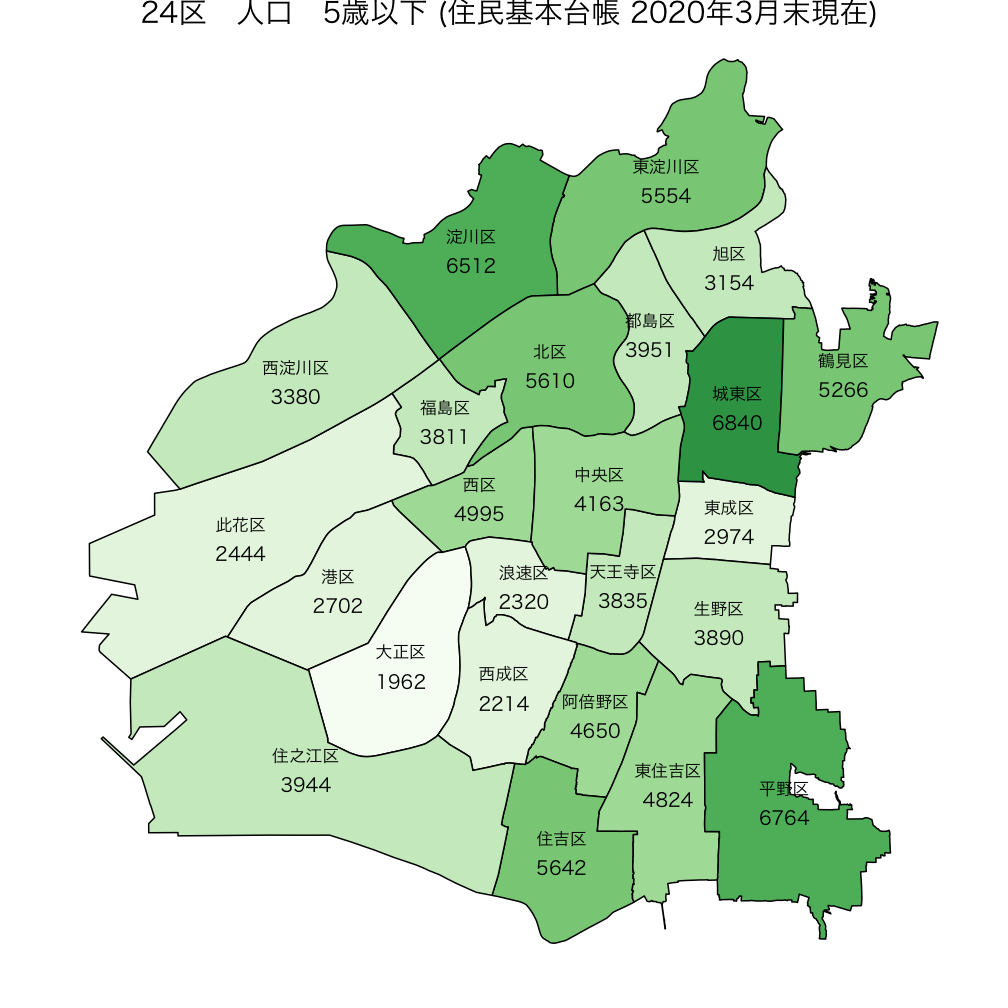 24区　人口　5歳以下 (住民基本台帳 2020年3月末現在)
東淀川区
5554
淀川区
6512
旭区
3154
都島区
3951
北区
5610
鶴見区
5266
西淀川区
3380
城東区
6840
福島区
3811
中央区
4163
西区
4995
東成区
2974
此花区
2444
港区
2702
浪速区
2320
天王寺区
3835
生野区
3890
大正区
1962
西成区
2214
阿倍野区
4650
住之江区
3944
東住吉区
4824
平野区
6764
住吉区
5642